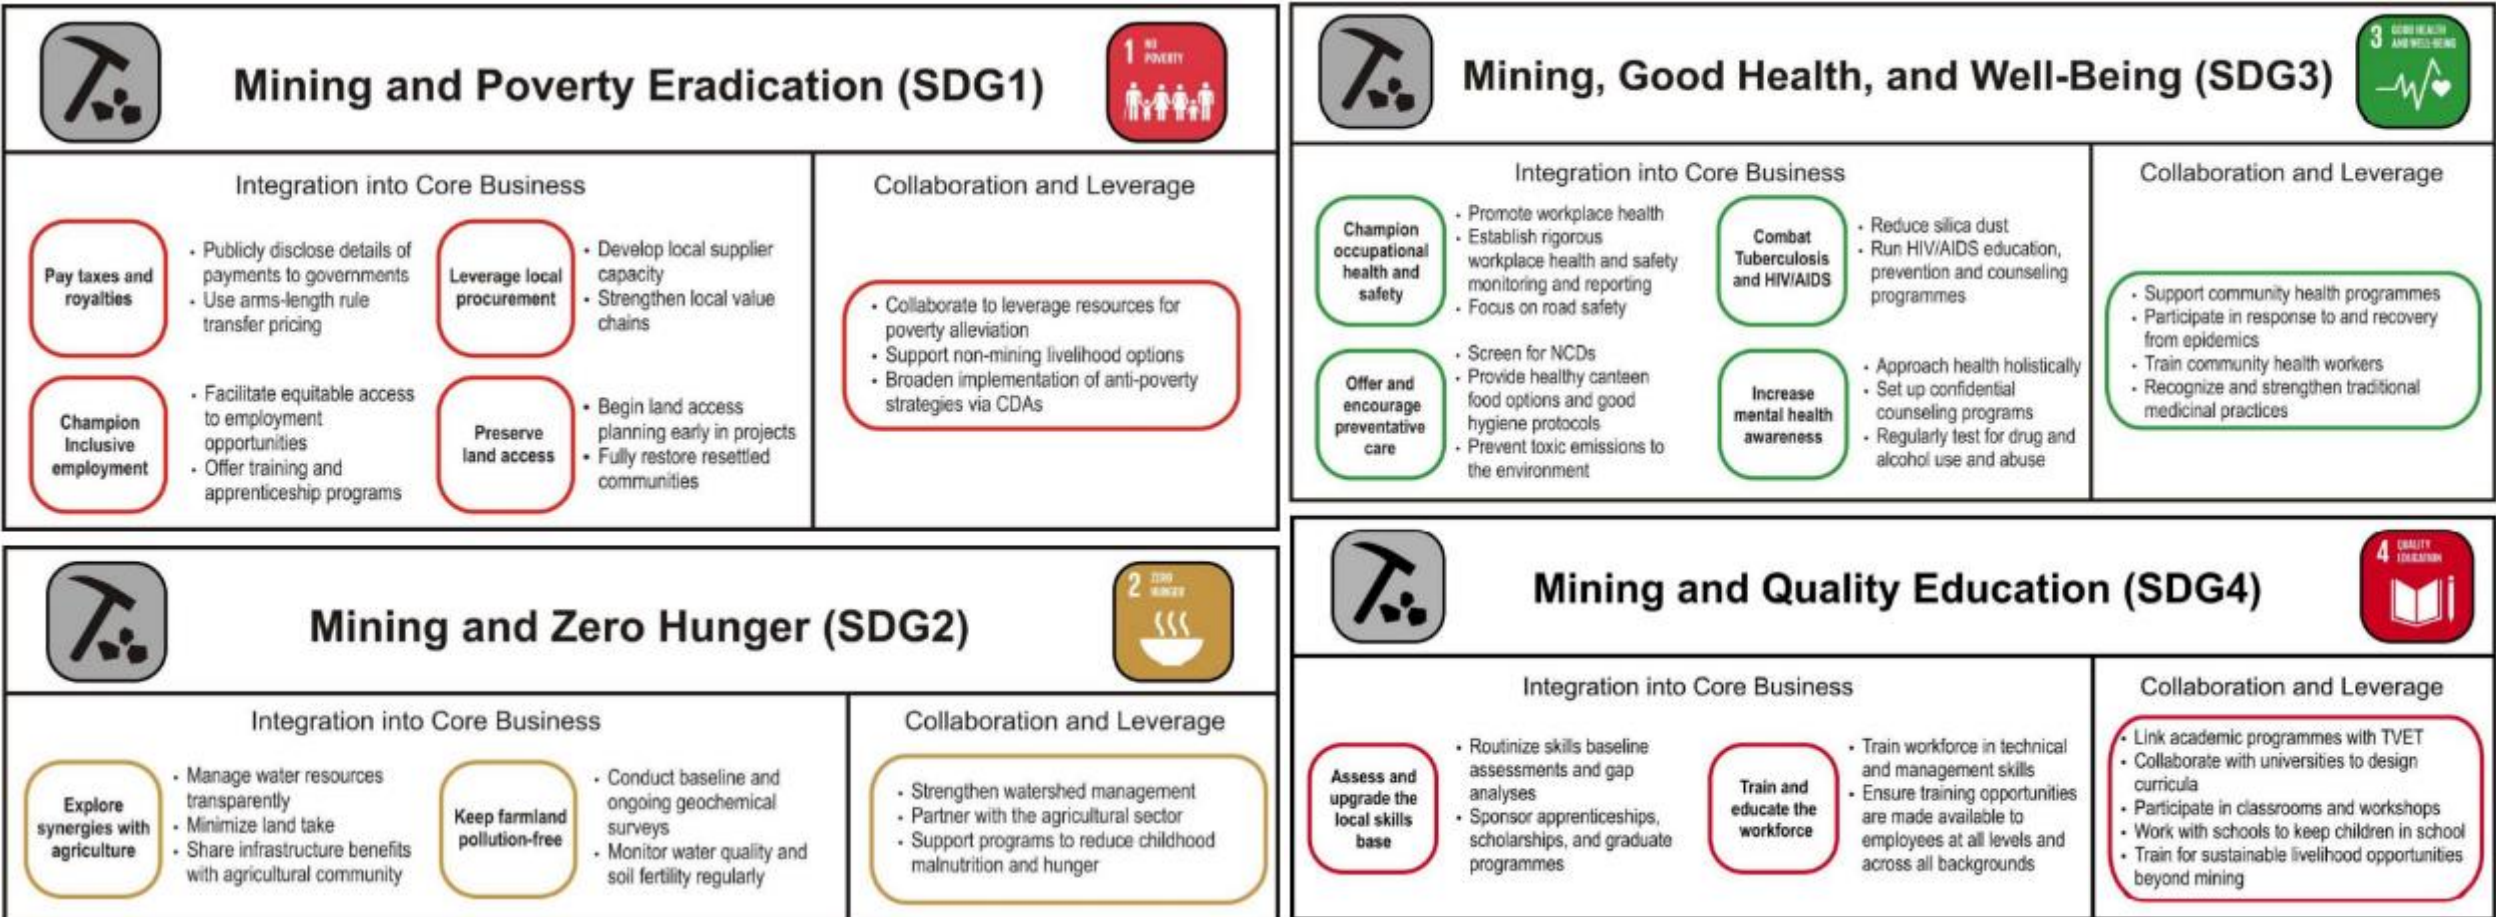 Mining and Poverty Eradication (SDG1)
1 NO
POVERTY
Integration into Core Business
Pay taxes and
royalties
• Publicly disclose details of
payments to governments
• Use arms-length rule
transfer pricing
Leverage local
procurement
• Develop local supplier
capacity
• Strengthen local value
chains
Champion
Inclusive
employment
• Facilitate equitable access
to employment
opportunities
• Offer training and
apprenticeship programs
Preserve
land access
• Begin land access
planning early in projects
• Fully restore resettled
communities
Collaboration and Leverage
• Collaborate to leverage resources for
poverty alleviation
• Support non-mining livelihood options
• Broaden implementation of anti-poverty
strategies via CDAs
Mining and Zero Hunger (SDG2)
2 ZERO
HUNGER
Integration into Core Business
Explore
synergies with
agriculture
• Manage water resources
transparently
• Minimize land take
• Share infrastructure benefits
with agricultural community
Keep farmland
pollution-free
• Conduct baseline and
ongoing geochemical
surveys
• Monitor water quality and
soil fertility regularly
Collaboration and Leverage
• Strengthen watershed management
• Partner with the agricultural sector
• Support programs to reduce childhood
malnutrition and hunger
Mining, Good Health, and Well-Being (SDG3)
3 GOOD HEALTH
AND WELL-BEING
Integration into Core Business
Champion
occupational
health and
safety
• Promote workplace health
• Establish rigorous
workplace health and safety
monitoring and reporting
• Focus on road safety
Combat
Tuberculosis
and HIV/AIDS
• Reduce silica dust
• Run HIV/AIDS education,
prevention and counseling
programmes
Offer and
encourage
preventative
care
• Screen for NCDs
• Provide healthy canteen
food options and good
hygiene protocols
• Prevent toxic emissions to
the environment
Increase
mental health
awareness
• Approach health holistically
• Set up confidential
counseling programs
• Regularly test for drug and
alcohol use and abuse
Collaboration and Leverage
• Support community health programmes
• Participate in response to and recovery
from epidemics
• Train community health workers
• Recognize and strengthen traditional
medicinal practices
Mining and Quality Education (SDG4)
4 QUALITY
EDUCATION
Integration into Core Business
Assess and
upgrade the
local skills
base
• Routinize skills baseline
assessments and gap
analyses
• Sponsor apprenticeships,
scholarships, and graduate
programmes
Train and
educate the
workforce
• Train workforce in technical
and management skills
• Ensure training opportunities
are made available to
employees at all levels and
across all backgrounds
Collaboration and Leverage
• Link academic programmes with TVET
• Collaborate with universities to design
curricula
• Participate in classrooms and workshops
• Work with schools to keep children in school
• Train for sustainable livelihood opportunities
beyond mining